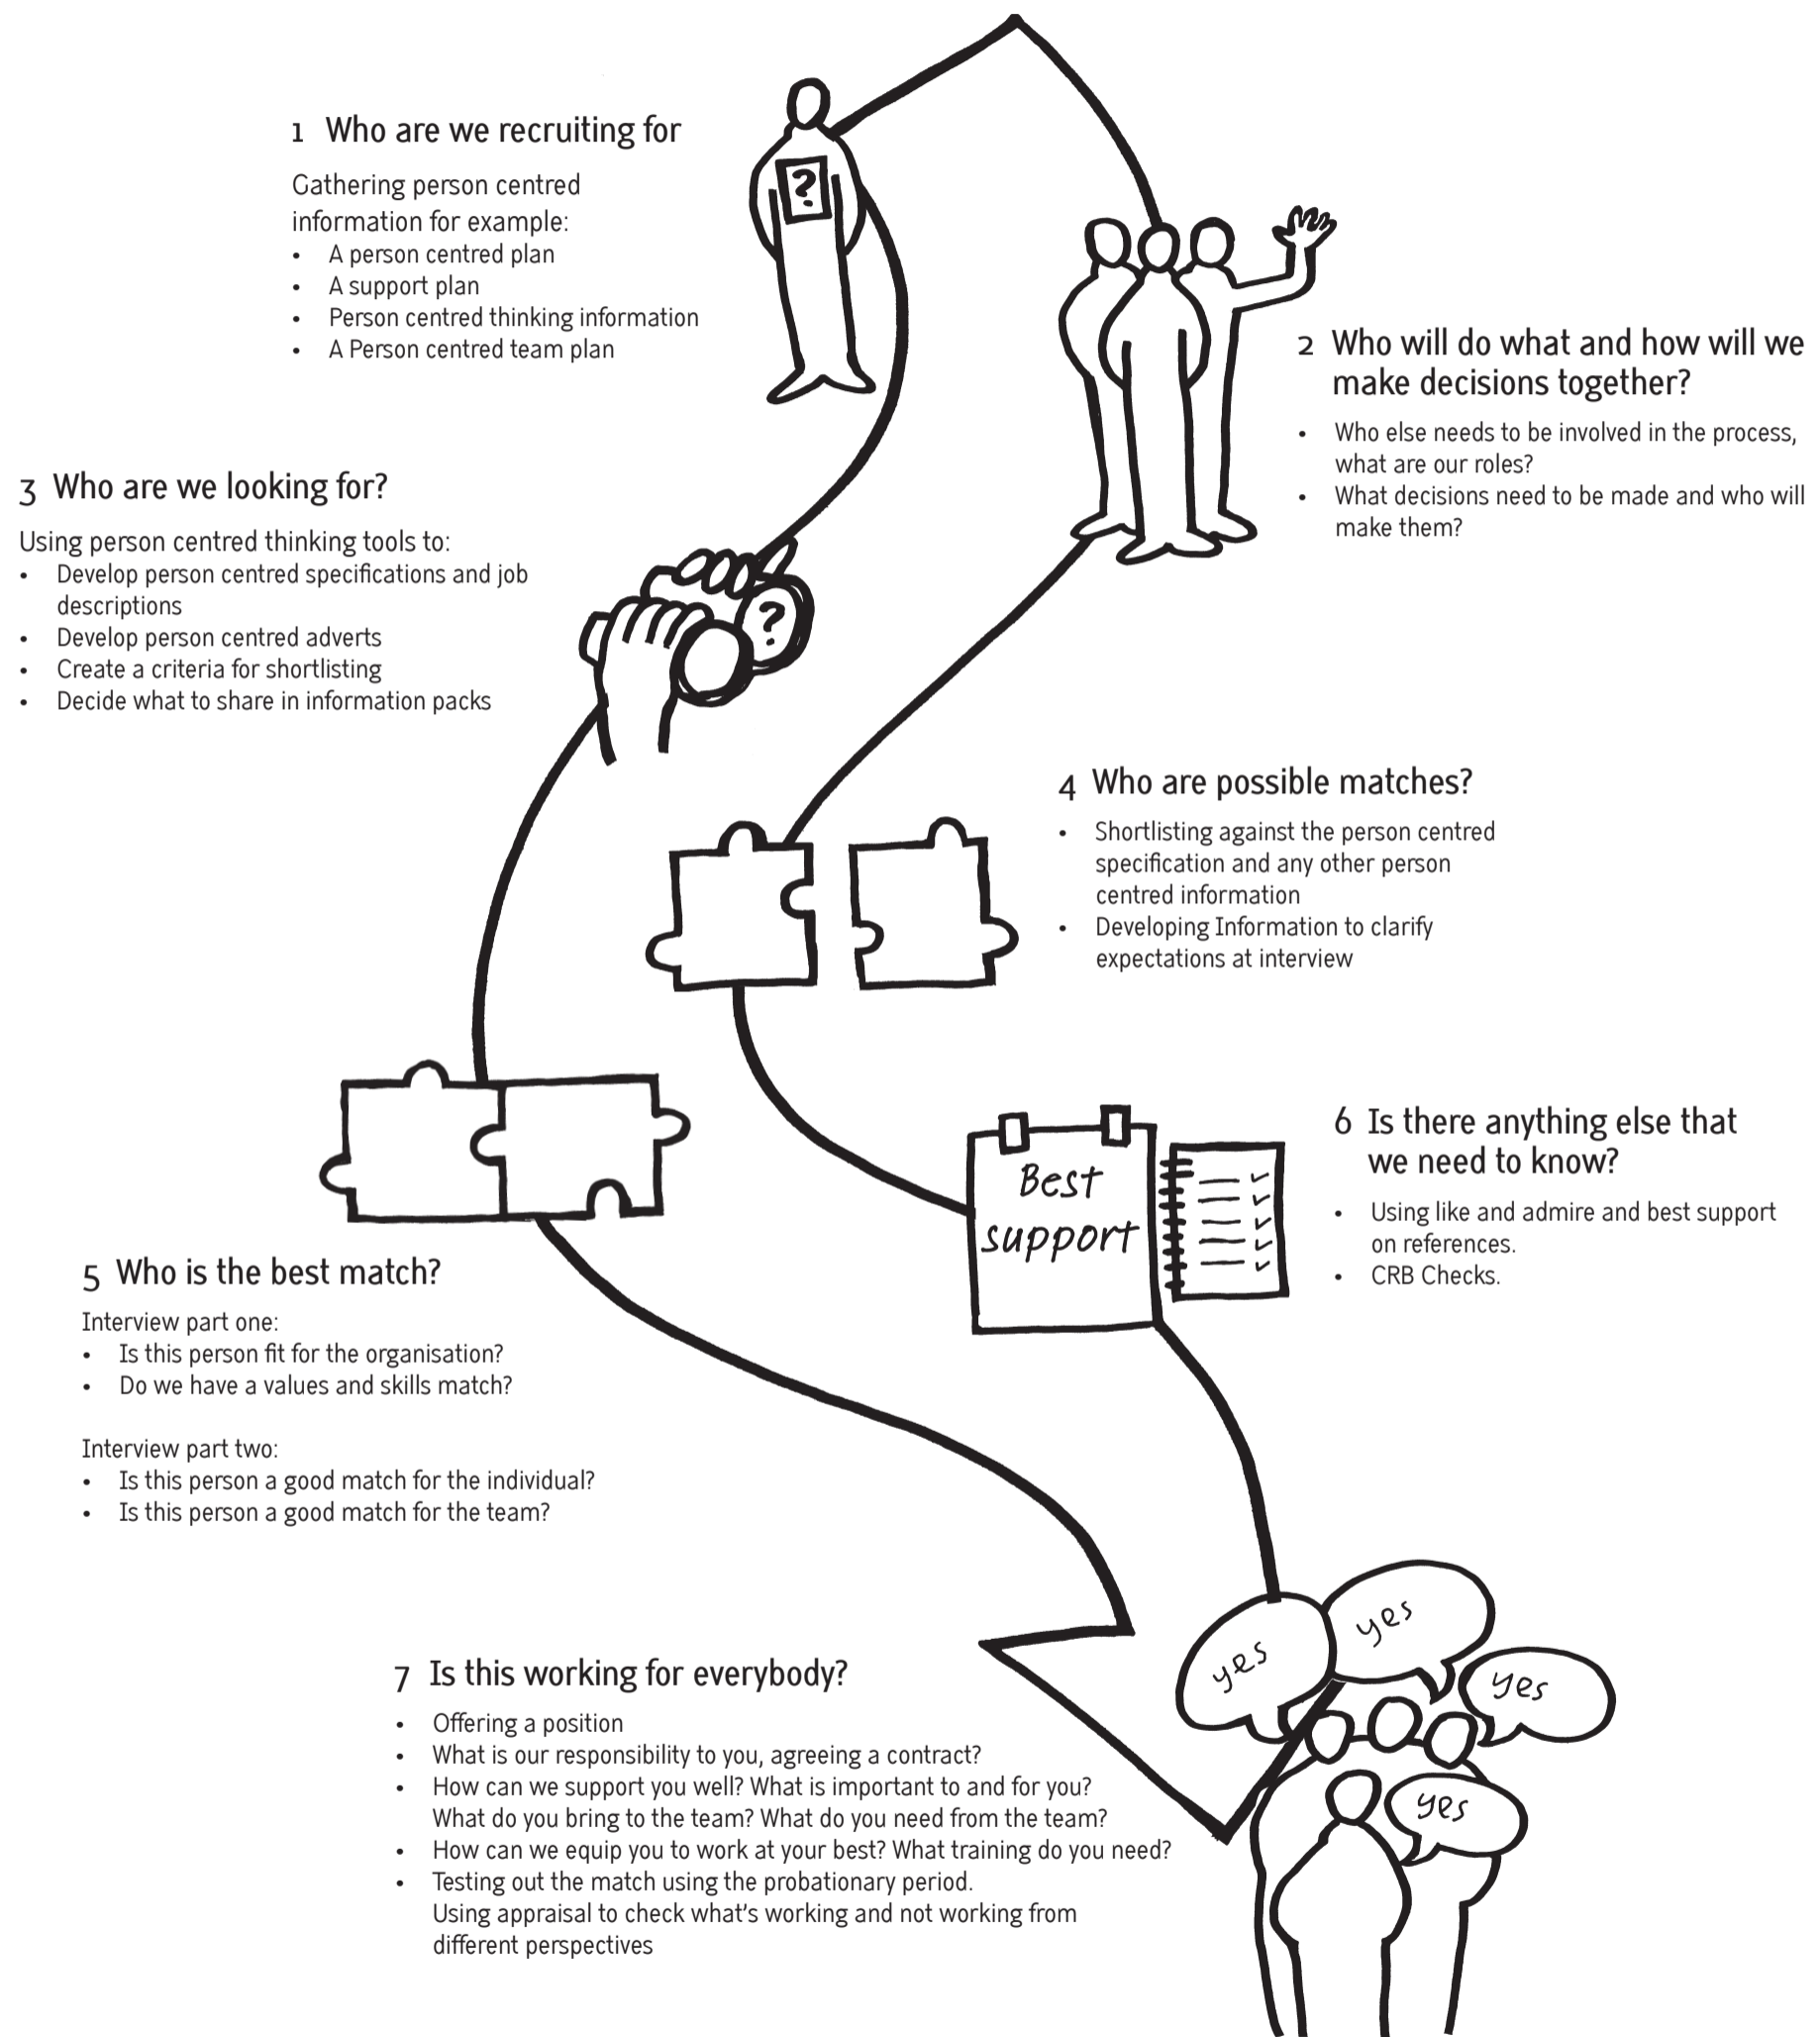 1 Who are we recruiting for
Gathering person centred
information for example:
• A person centred plan
• A support plan
• Person centred thinking information
• A Person centred team plan
?
2 Who will do what and how will we
make decisions together?
• Who else needs to be involved in the process,
what are our roles?
• What decisions need to be made and who will
make them?
3 Who are we looking for?
Using person centred thinking tools to:
• Develop person centred specifications and job
descriptions
• Develop person centred adverts
• Create a criteria for shortlisting
• Decide what to share in information packs
?
4 Who are possible matches?
• Shortlisting against the person centred
specification and any other person
centred information
• Developing Information to clarify
expectations at interview
5 Who is the best match?
Interview part one:
• Is this person fit for the organisation?
• Do we have a values and skills match?
Interview part two:
• Is this person a good match for the individual?
• Is this person a good match for the team?
Best
support
6 Is there anything else that
we need to know?
• Using like and admire and best support
on references.
• CRB Checks.
7 Is this working for everybody?
• Offering a position
• What is our responsibility to you, agreeing a contract?
• How can we support you well? What is important to and for you?
What do you bring to the team? What do you need from the team?
• How can we equip you to work at your best? What training do you need?
• Testing out the match using the probationary period.
Using appraisal to check what's working and not working from
different perspectives
yes
yes
yes
yes